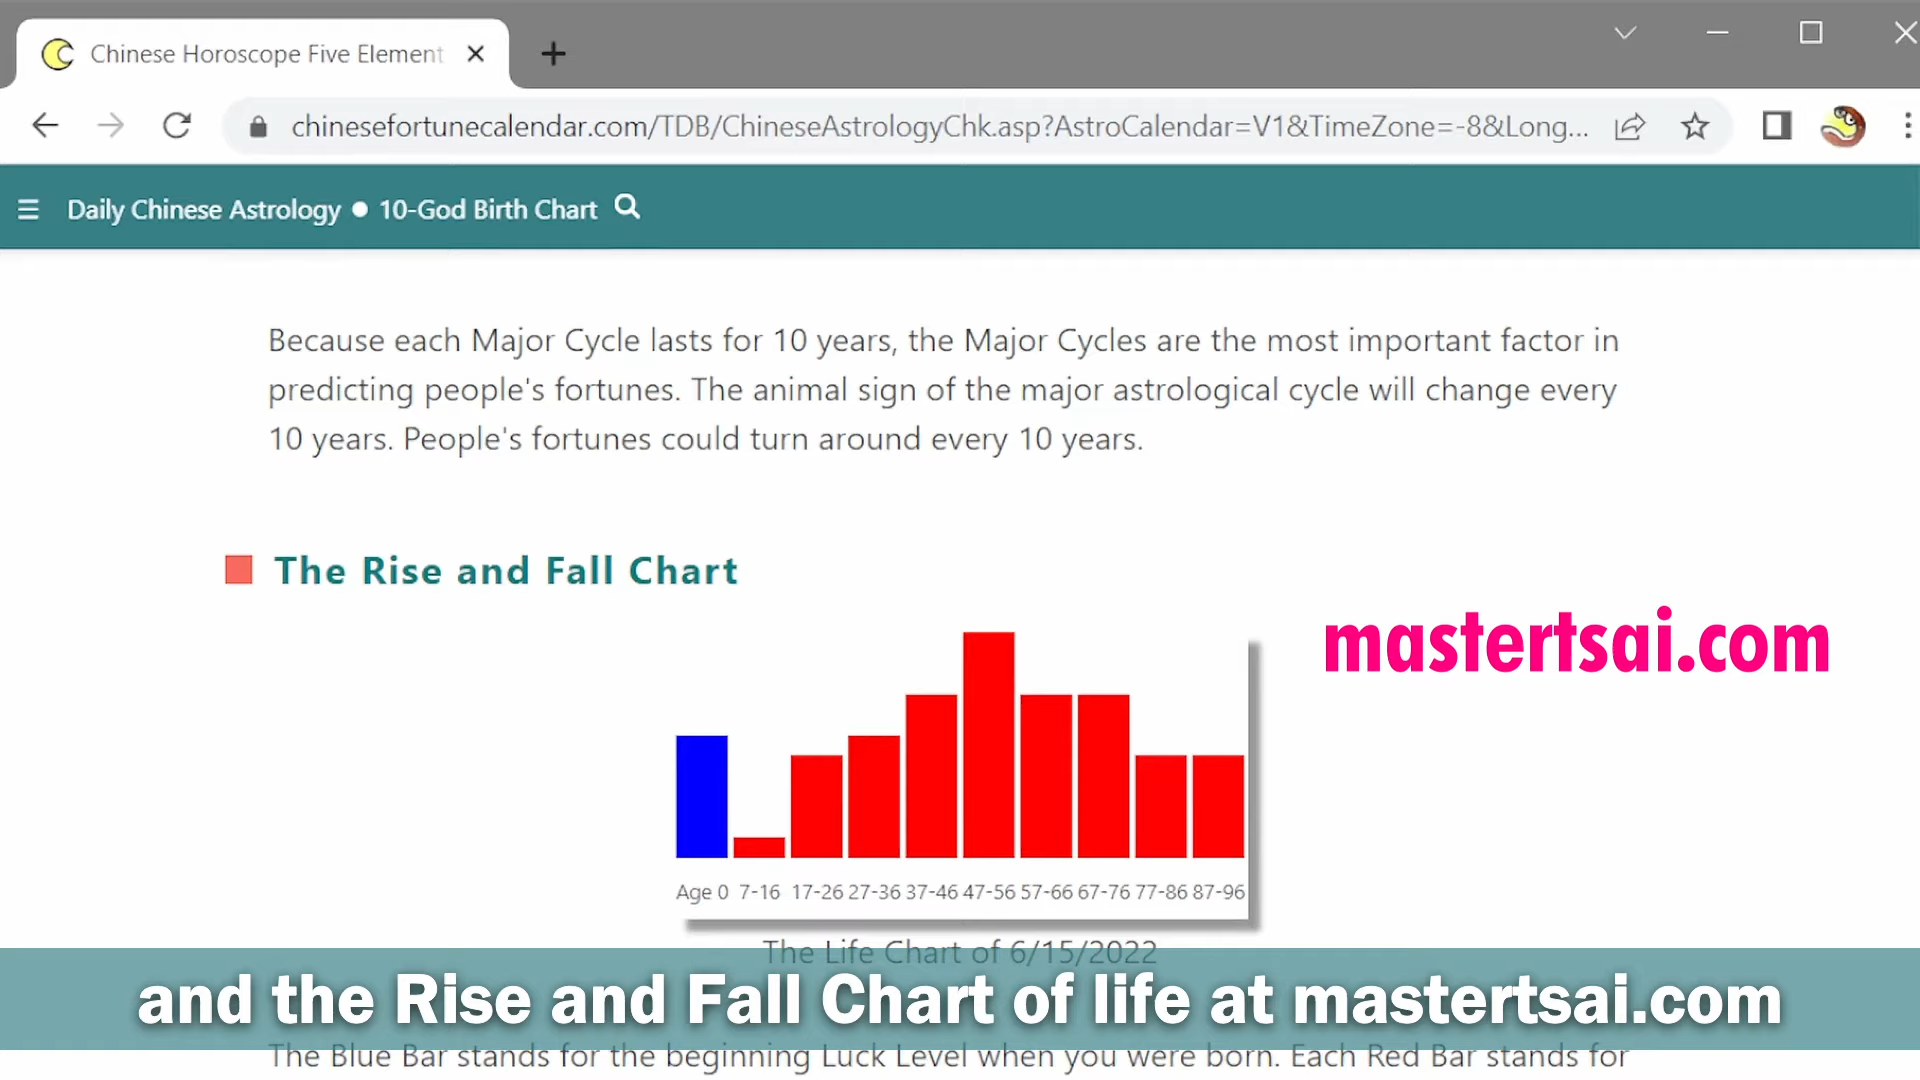 Chinese Horoscope Five Element
chinesefortunecalendar.com/TDB/ChineseAstrologyChk.asp?AstroCalendar=V1&TimeZone=-8&Long...
Daily Chinese Astrology ● 10-God Birth Chart
Because each Major Cycle lasts for 10 years, the Major Cycles are the most important factor in
predicting people's fortunes. The animal sign of the major astrological cycle will change every
10 years. People's fortunes could turn around every 10 years.
The Rise and Fall Chart
mastertsai.com
Age 0 7-16 17-26 27-36 37-46 47-56 57-66 67-76 77-86 87-96
The Life Chart of 6/15/2022
and the Rise and Fall Chart of life at mastertsai.com
The Blue Bar stands for the beginning Luck Level when you were born. Each Red Bar stands for